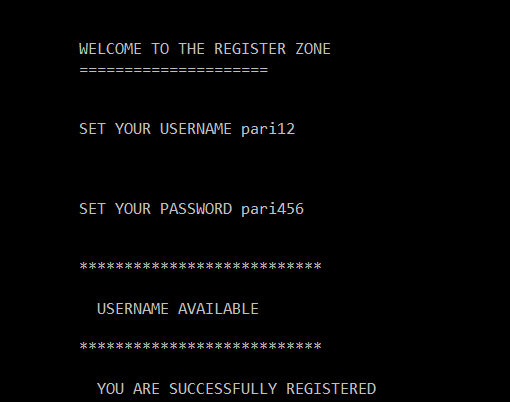 WELCOME TO THE REGISTER ZONE
=====================
SET YOUR USERNAME pari12
SET YOUR PASSWORD pari456
***************************
USERNAME AVAILABLE
***************************
YOU ARE SUCCESSFULLY REGISTERED